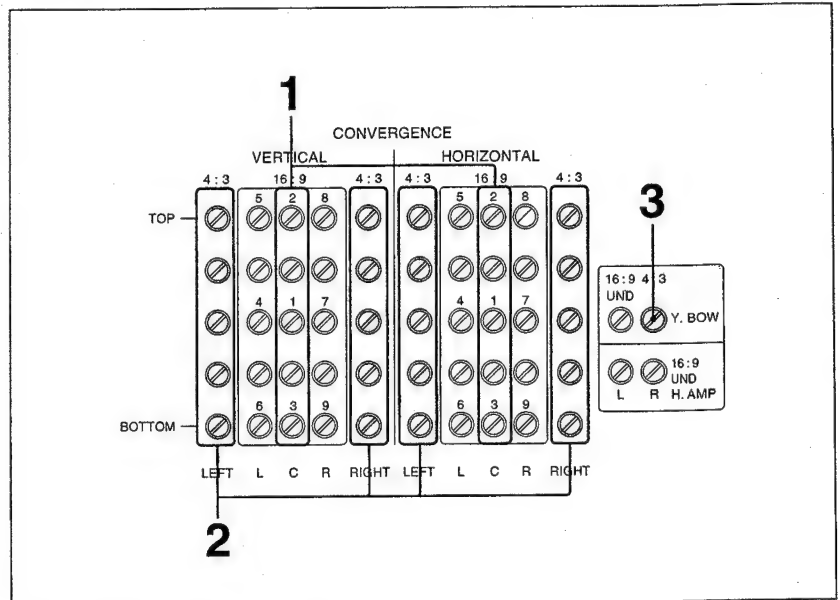 1
CONVERGENCE
VERTICAL HORIZONTAL
4:3 16:9 4:3 4:3 16:9 4:3
5 2 8 5 2 8
TOP
3
16:9 4:3
UND
4 1 7 4 1 7
Y. BOW
16:9
UND
L R H. AMP
6 3 9 6 3 9
BOTTOM
LEFT L C R RIGHT LEFT L C R RIGHT
2